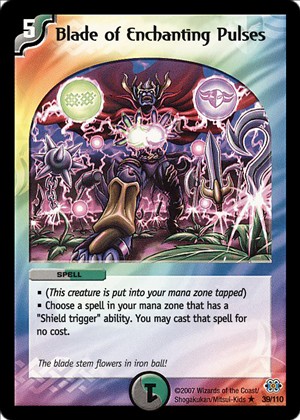 5
Blade of Enchanting Pulses
SPELL
▪ (This creature is put into your mana zone tapped)
▪ Choose a spell in your mana zone that has a
"Shield trigger" ability. You may cast that spell for
no cost.
The blade stem flowers in iron ball!
©2007 Wizards of the Coast/
Shogakukan/Mitsui-Kids ★ 39/110
1